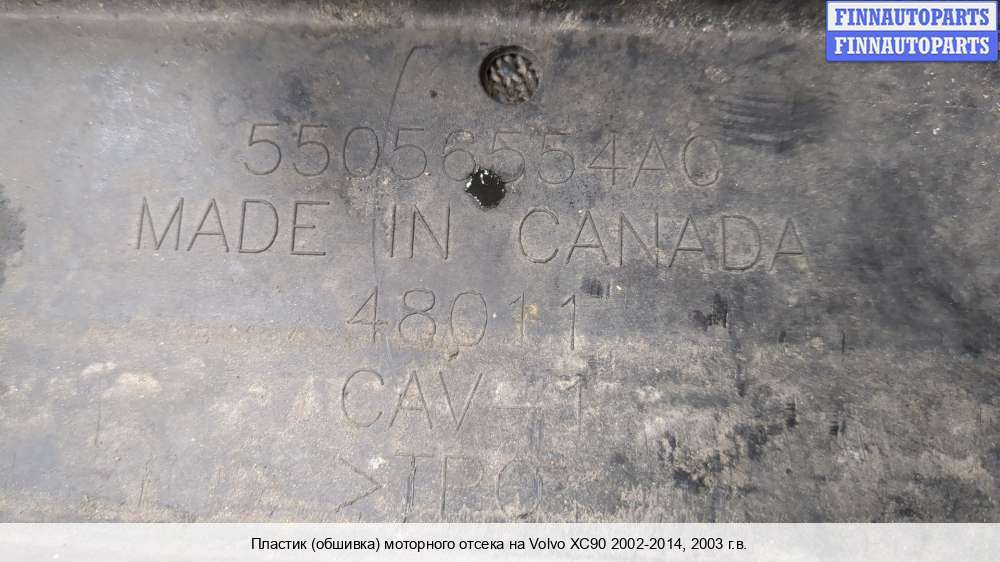 FINNAUTOPARTS
FINNAUTOPARTS
55056554AC
MADE IN CANADA
48011
CAV-1
>TPO
Пластик (обшивка) моторного отсека на Volvo XC90 2002-2014, 2003 г.в.